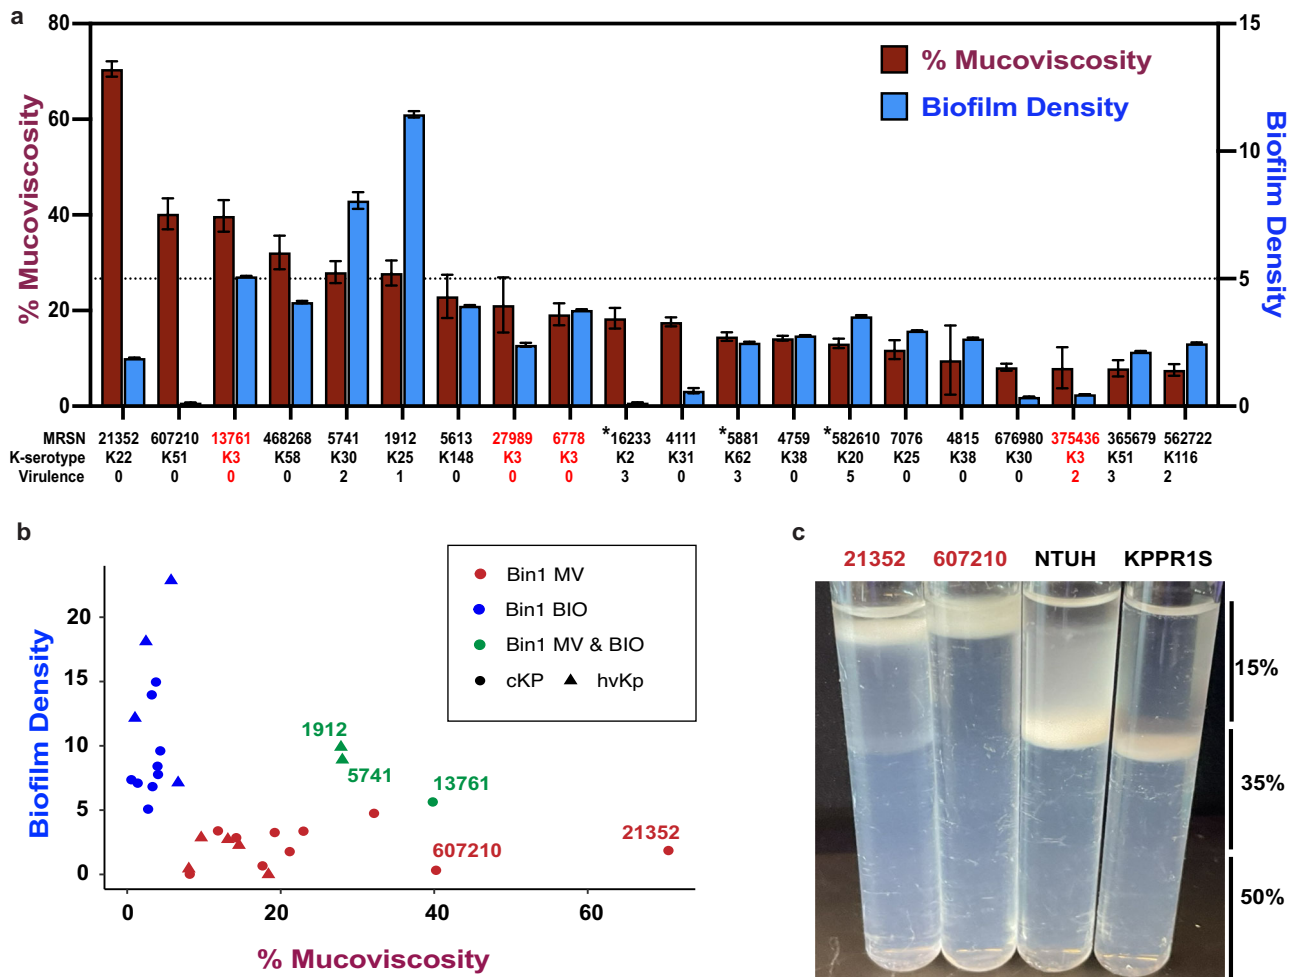 a
80
60
40
20
0
% Mucoviscosity
15
10
5
0
Biofilm Density
% Mucoviscosity
Biofilm Density
MRSN 21352 607210 13761 468268 5741 1912 5613 27989 6778 *16233 4111 *5881 4759 *582610 7076 4815 676980 375436 365679 562722
K-serotype K22 K51 K3 K58 K30 K25 K148 K3 K3 K2 K31 K62 K38 K20 K25 K38 K30 K3 K51 K116
Virulence 0 0 0 0 2 1 0 0 0 3 0 3 0 5 0 0 0 2 3 2
b
Biofilm Density
20
15
10
5
0
0 20 40 60
% Mucoviscosity
Bin1 MV
Bin1 BIO
Bin1 MV & BIO
cKP hvKp
1912
5741
13761
607210
21352
c
21352 607210 NTUH KPPR1S
15%
35%
50%